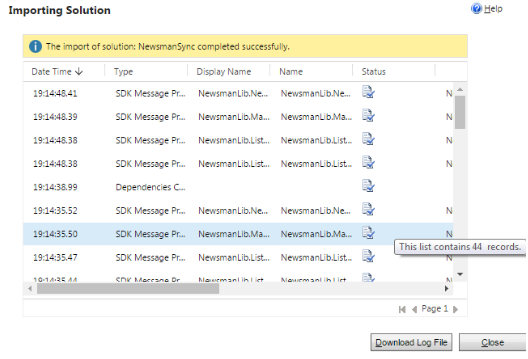 Importing Solution
Help
The import of solution: NewsmanSync completed successfully.
Date Time Type Display Name Name Status
19:14:48.41 SDK Message Pr... NewsmanLib.Ne... NewsmanLib.Ne... N
19:14:48.39 SDK Message Pr... NewsmanLib.Ma... NewsmanLib.Ma... N
19:14:48.38 SDK Message Pr... NewsmanLib.List... NewsmanLib.List... N
19:14:48.38 SDK Message Pr... NewsmanLib.List... NewsmanLib.List... N
19:14:38.99 Dependencies C...
19:14:35.52 SDK Message Pr... NewsmanLib.Ne... NewsmanLib.Ne... N
19:14:35.50 SDK Message Pr... NewsmanLib.Ma... NewsmanLib.Ma... N
This list contains 44 records.
19:14:35.47 SDK Message Pr... NewsmanLib.List... NewsmanLib.List... N
19:14:35.44 SDK Message Pr... NewsmanLib.List... NewsmanLib.List... N
Page 1
Download Log File Close